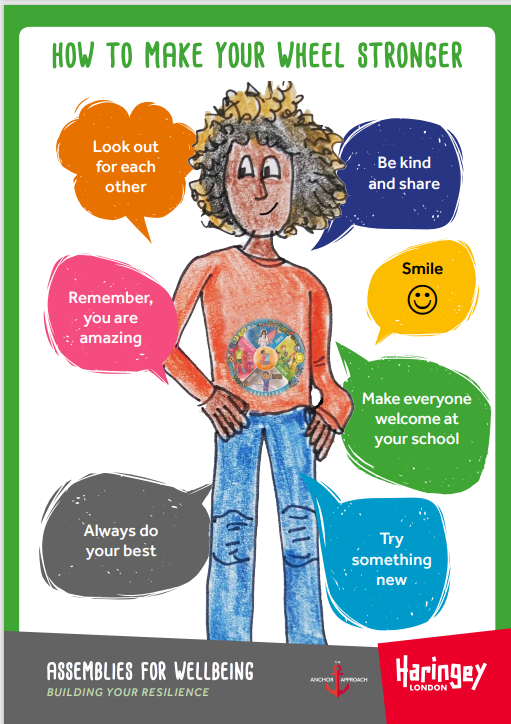 HOW TO MAKE YOUR WHEEL STRONGER
Look out
for each
other
Be kind
and share
Smile
Remember,
you are
amazing
Make everyone
welcome at
your school
Always do
your best
Try
something
new
ASSEMBLIES FOR WELLBEING
BUILDING YOUR RESILIENCE
THE
ANCHOR APPROACH
Haringey
LONDON